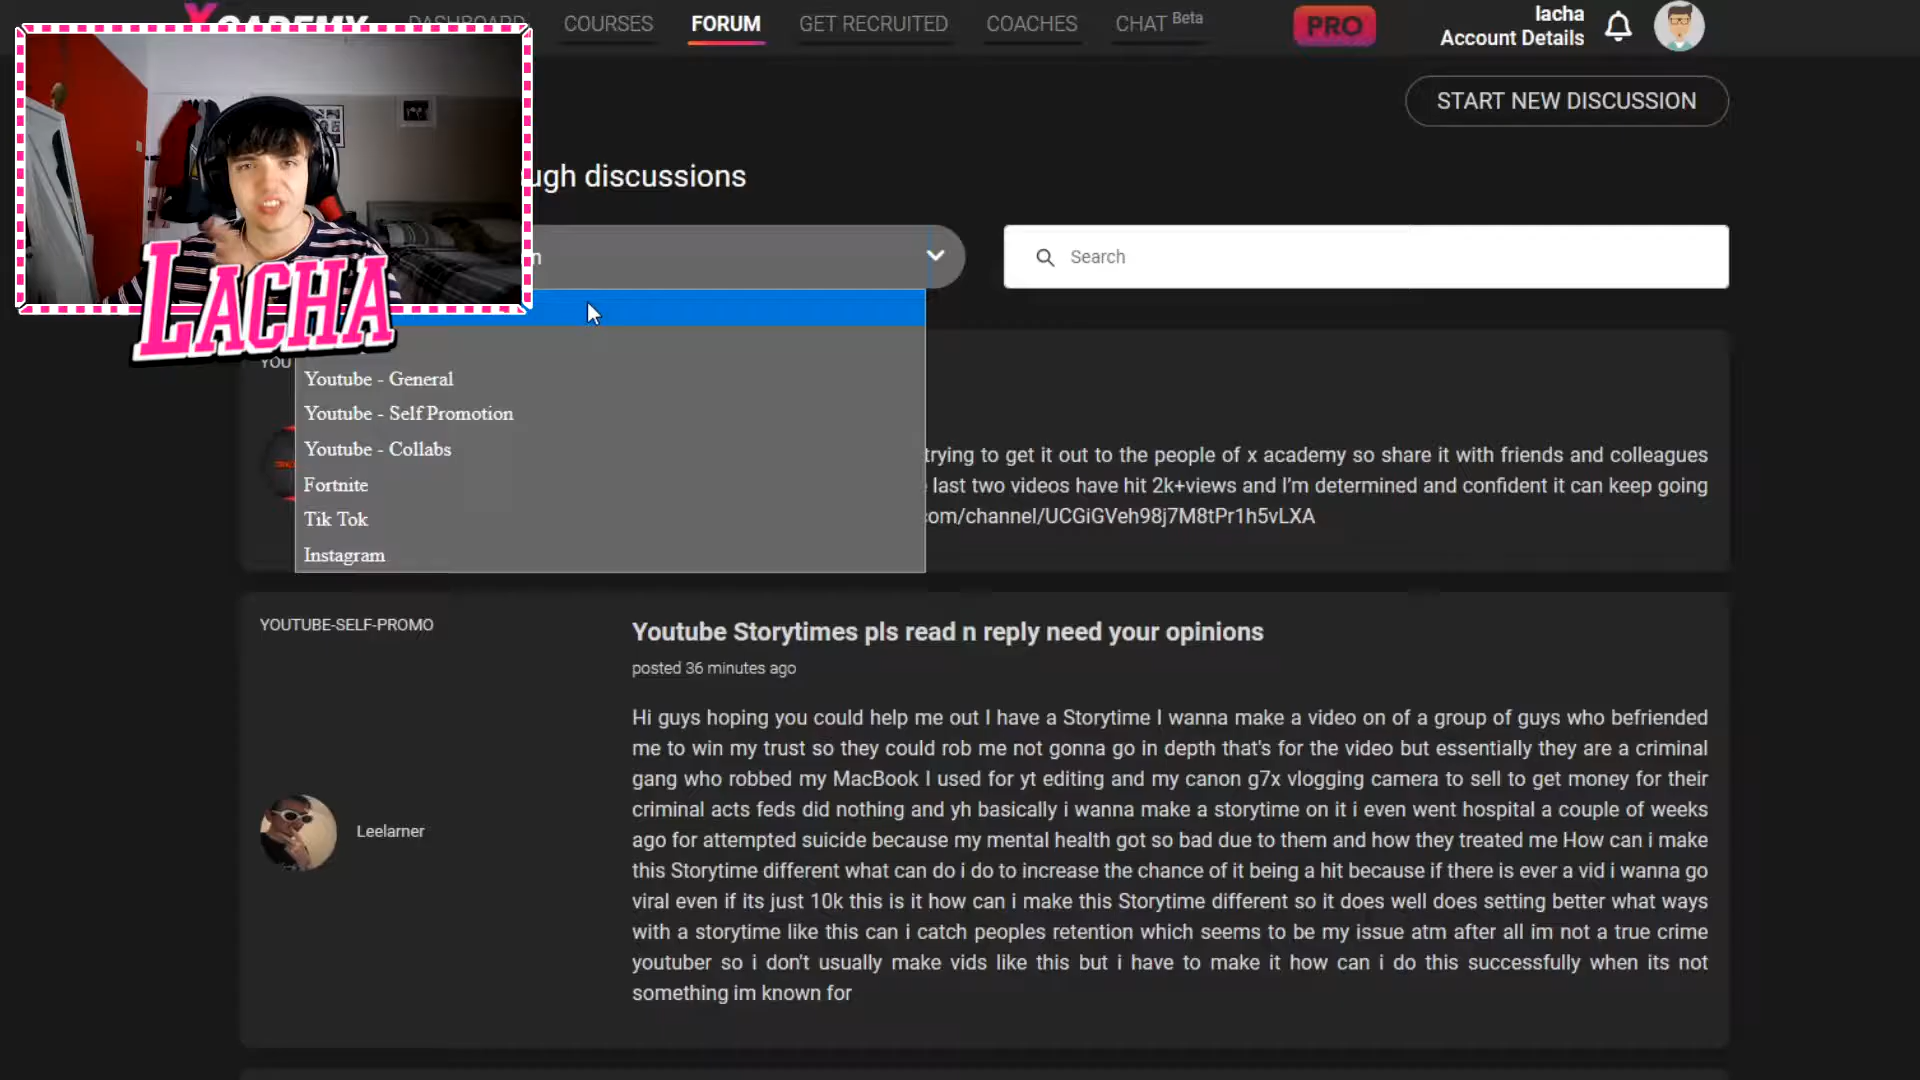 XCADEMY DASHBOARD COURSES FORUM GET RECRUITED COACHES CHAT Beta PRO lacha
Account Details
START NEW DISCUSSION
ugh discussions
n
Search
LACHA
YOU
Youtube - General
Youtube - Self Promotion
Youtube - Collabs
Fortnite
Tik Tok
Instagram
trying to get it out to the people of x academy so share it with friends and colleagues
last two videos have hit 2k+views and I'm determined and confident it can keep going
com/channel/UCGiGVeh98j7M8tPr1h5vLXA
YOUTUBE-SELF-PROMO
Youtube Storytimes pls read n reply need your opinions
posted 36 minutes ago
Hi guys hoping you could help me out I have a Storytime I wanna make a video on of a group of guys who befriended
me to win my trust so they could rob me not gonna go in depth that's for the video but essentially they are a criminal
gang who robbed my MacBook I used for yt editing and my canon g7x vlogging camera to sell to get money for their
criminal acts feds did nothing and yh basically i wanna make a storytime on it i even went hospital a couple of weeks
ago for attempted suicide because my mental health got so bad due to them and how they treated me How can i make
this Storytime different what can do i do to increase the chance of it being a hit because if there is ever a vid i wanna go
viral even if its just 10k this is it how can i make this Storytime different so it does well does setting better what ways
with a storytime like this can i catch peoples retention which seems to be my issue atm after all im not a true crime
youtuber so i don't usually make vids like this but i have to make it how can i do this successfully when its not
something im known for
Leelarner